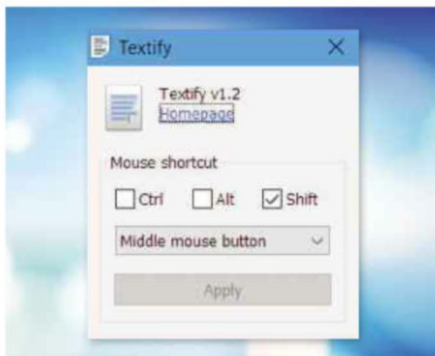 Textify
Textify v1.2
Homepage
Mouse shortcut
Ctrl Alt Shift
Middle mouse button
Apply